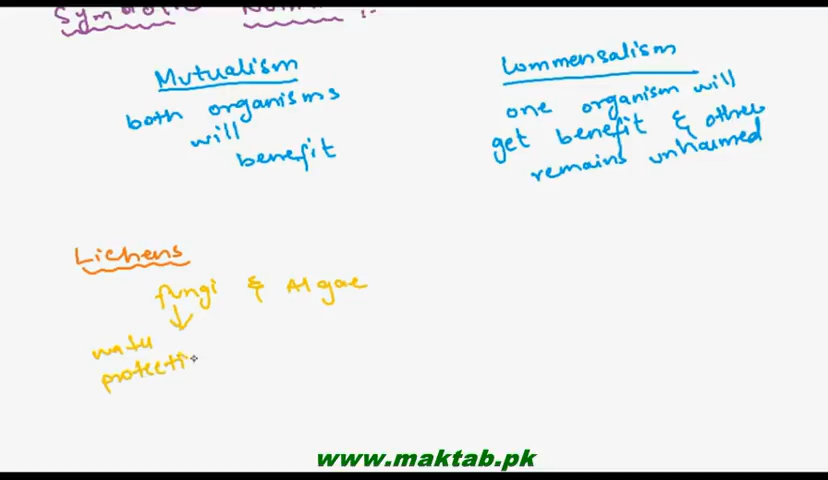 Mutualism
both organisms
will
benefit
Commensalism
one organism will
get benefit & other
remains unharmed
Lichens
fungi & Algae
protecti
www.maktab.pk